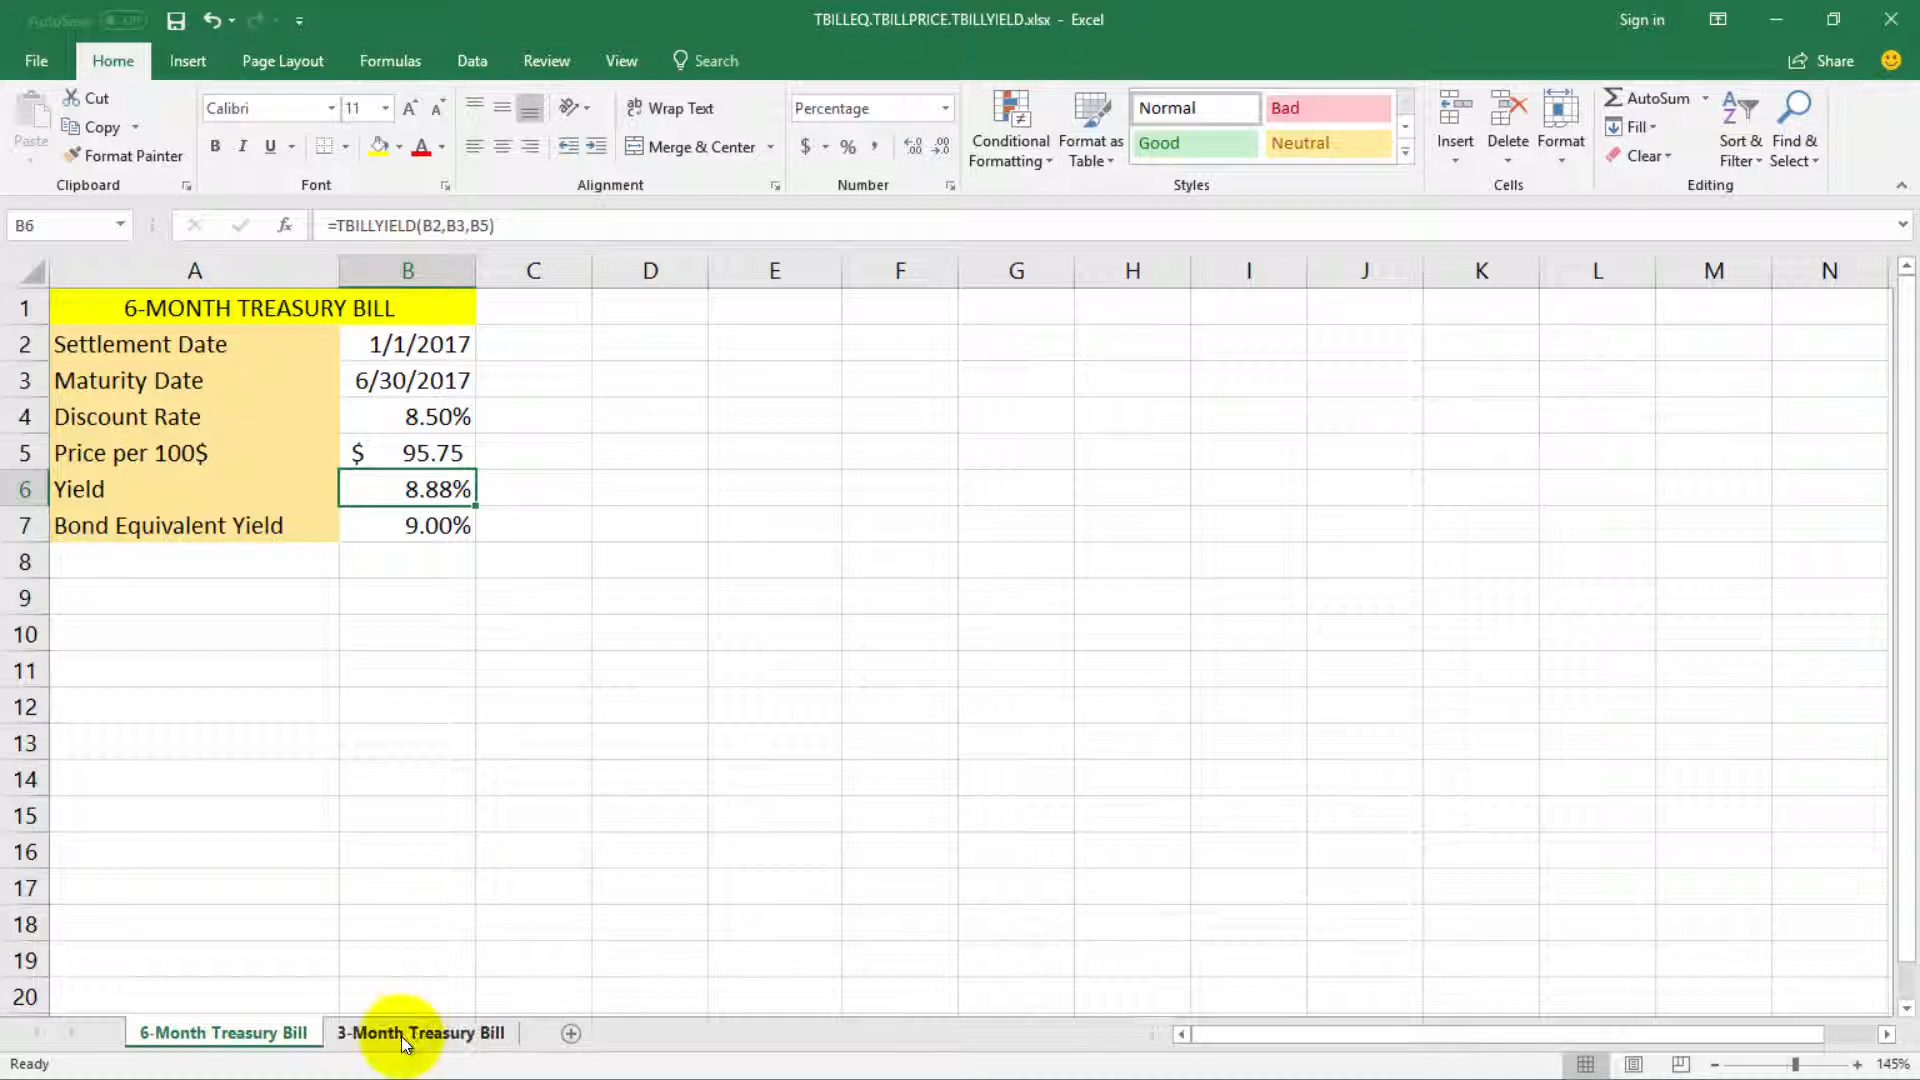 AutoSave
TBILLEQ.TBILLPRICE.TBILLYIELD.xlsx - Excel
Sign in
File Home Insert Page Layout Formulas Data Review View Search
Share
Paste
Cut
Copy
Format Painter
Clipboard
Calibri 11
B I U
Font
Wrap Text
Merge & Center
Alignment
Percentage
$ % ,
Number
Conditional
Formatting
Format as
Table
Normal Bad
Good Neutral
Styles
Insert Delete Format
Cells
AutoSum
Fill
Clear
Sort &
Filter
Find &
Select
Editing
B6 fx =TBILLYIELD(B2,B3,B5)
A B C D E F G H I J K L M N
1 6-MONTH TREASURY BILL
2 Settlement Date 1/1/2017
3 Maturity Date 6/30/2017
4 Discount Rate 8.50%
5 Price per 100$ $ 95.75
6 Yield 8.88%
7 Bond Equivalent Yield 9.00%
8
9
10
11
12
13
14
15
16
17
18
19
20
6-Month Treasury Bill 3-Month Treasury Bill
Ready
145%